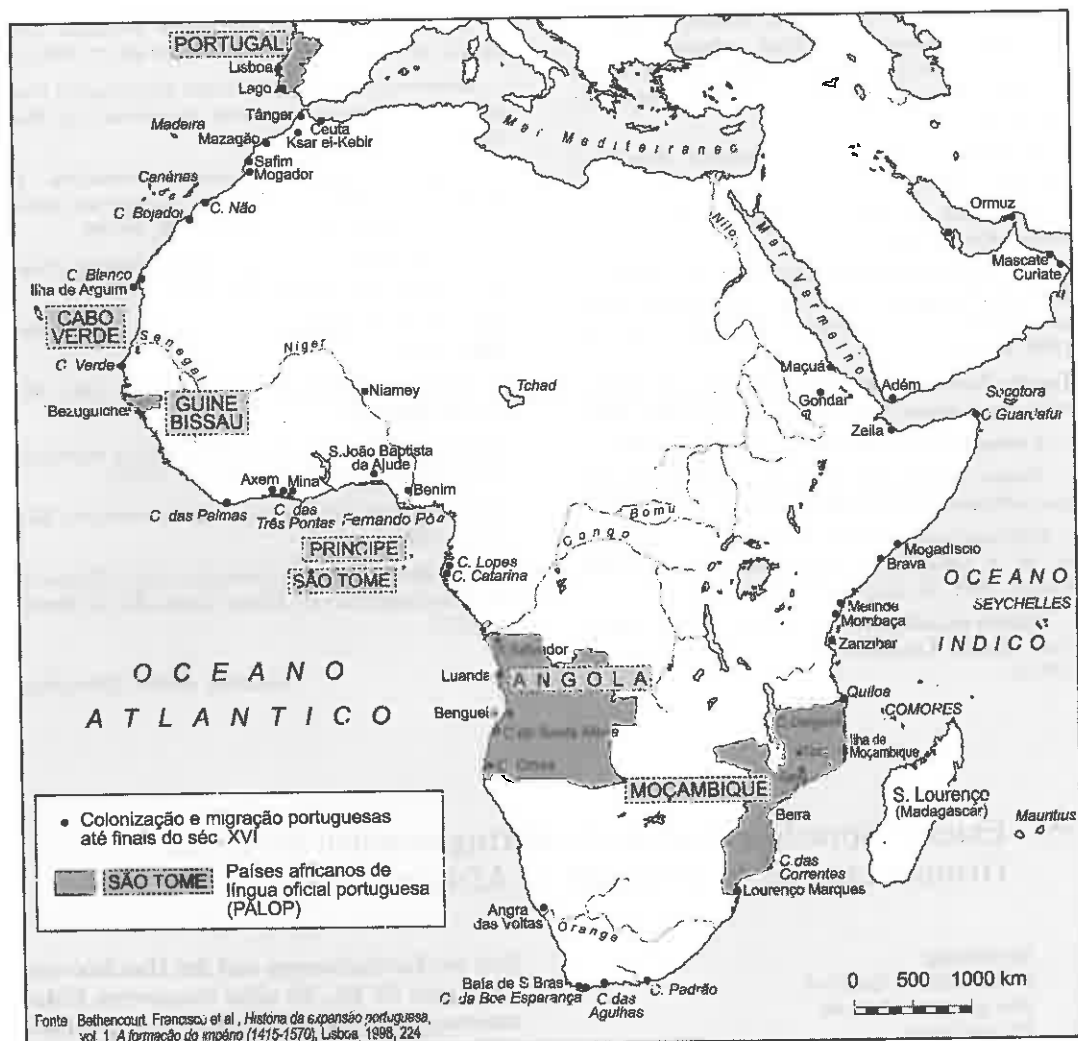 PORTUGAL
Lisboa
Lago
Tânger
Ceuta
Ksar el-Kebir
Madeira
Mazagão
Safim
Mogador
Canárias
C. Não
C. Bojador
Mar Mediterraneo
Nilo
Mar Vermelho
Ormuz
Mascate
Curiate
C. Blanco
Ilha de Arguim
CABO
VERDE
Senegal
C. Verde
Niger
Niamey
Tchad
Bezuguiche
GUINE
BISSAU
Maçuá
Gondar
Adém
Zeila
Socotora
C. Guardafui
S. João Baptista
da Ajude
Axem
Mina
Benim
C. das Palmas
C. das
Três Pontas
Fernando Pó
Bomu
Congo
PRINCIPE
SÃO TOME
C. Lopes
C. Catarina
Mogadiscio
Brava
OCEANO
INDICO
SEYCHELLES
Melinde
Mombaça
Zanzibar
Quiloa
COMORES
OCEANO
ATLANTICO
Luanda
ANGOLA
Ilha de
Moçambique
MOÇAMBIQUE
S. Lourenço
(Madagascar)
Mauritius
C. das
Correntes
Lourenço Marques
Angra
das Voltas
Orange
Baía de S Bras
C. da Boe Esperança
C. das
Agulhas
C. Padrão
0 500 1000 km
Colonização e migração portuguesas
até finais do séc. XVI
SÃO TOME
Países africanos de
língua oficial portuguesa
(PALOP)
Fonte Bethencourt, Francisco et al, História da expansão portuguesa,
vol. 1 A formação do império (1415-1570), Lisboa, 1998, 224